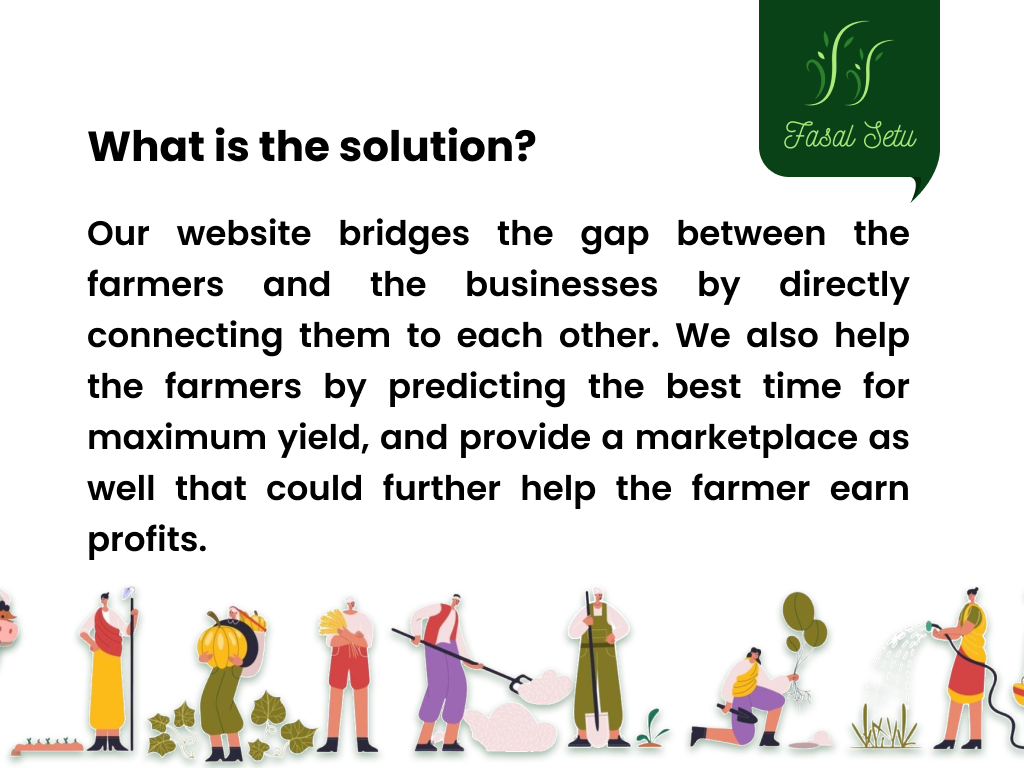 Fasal Setu
What is the solution?
Our website bridges the gap between the
farmers and the businesses by directly
connecting them to each other. We also help
the farmers by predicting the best time for
maximum yield, and provide a marketplace as
well that could further help the farmer earn
profits.